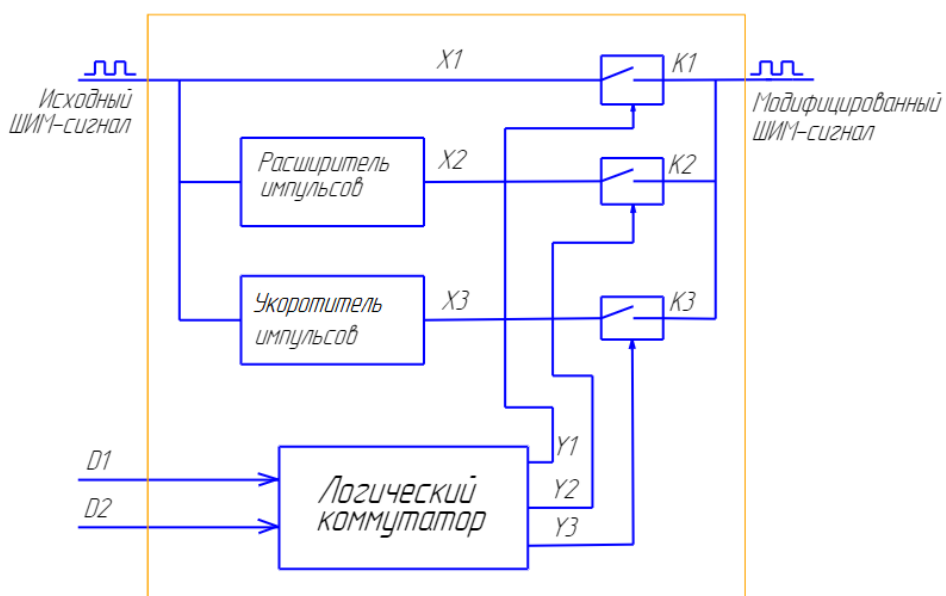 X1
K1
Исходный
ШИМ-сигнал
Модифицированный
ШИМ-сигнал
Расширитель
импульсов
X2
K2
Укоротитель
импульсов
X3
K3
D1
D2
Логический
коммутатор
Y1
Y2
Y3